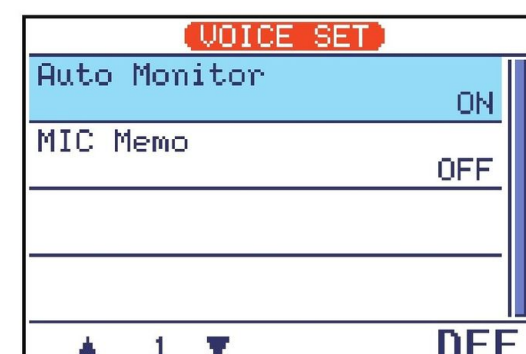 VOICE SET
Auto Monitor
ON
MIC Memo
OFF
▲ 1 ▼